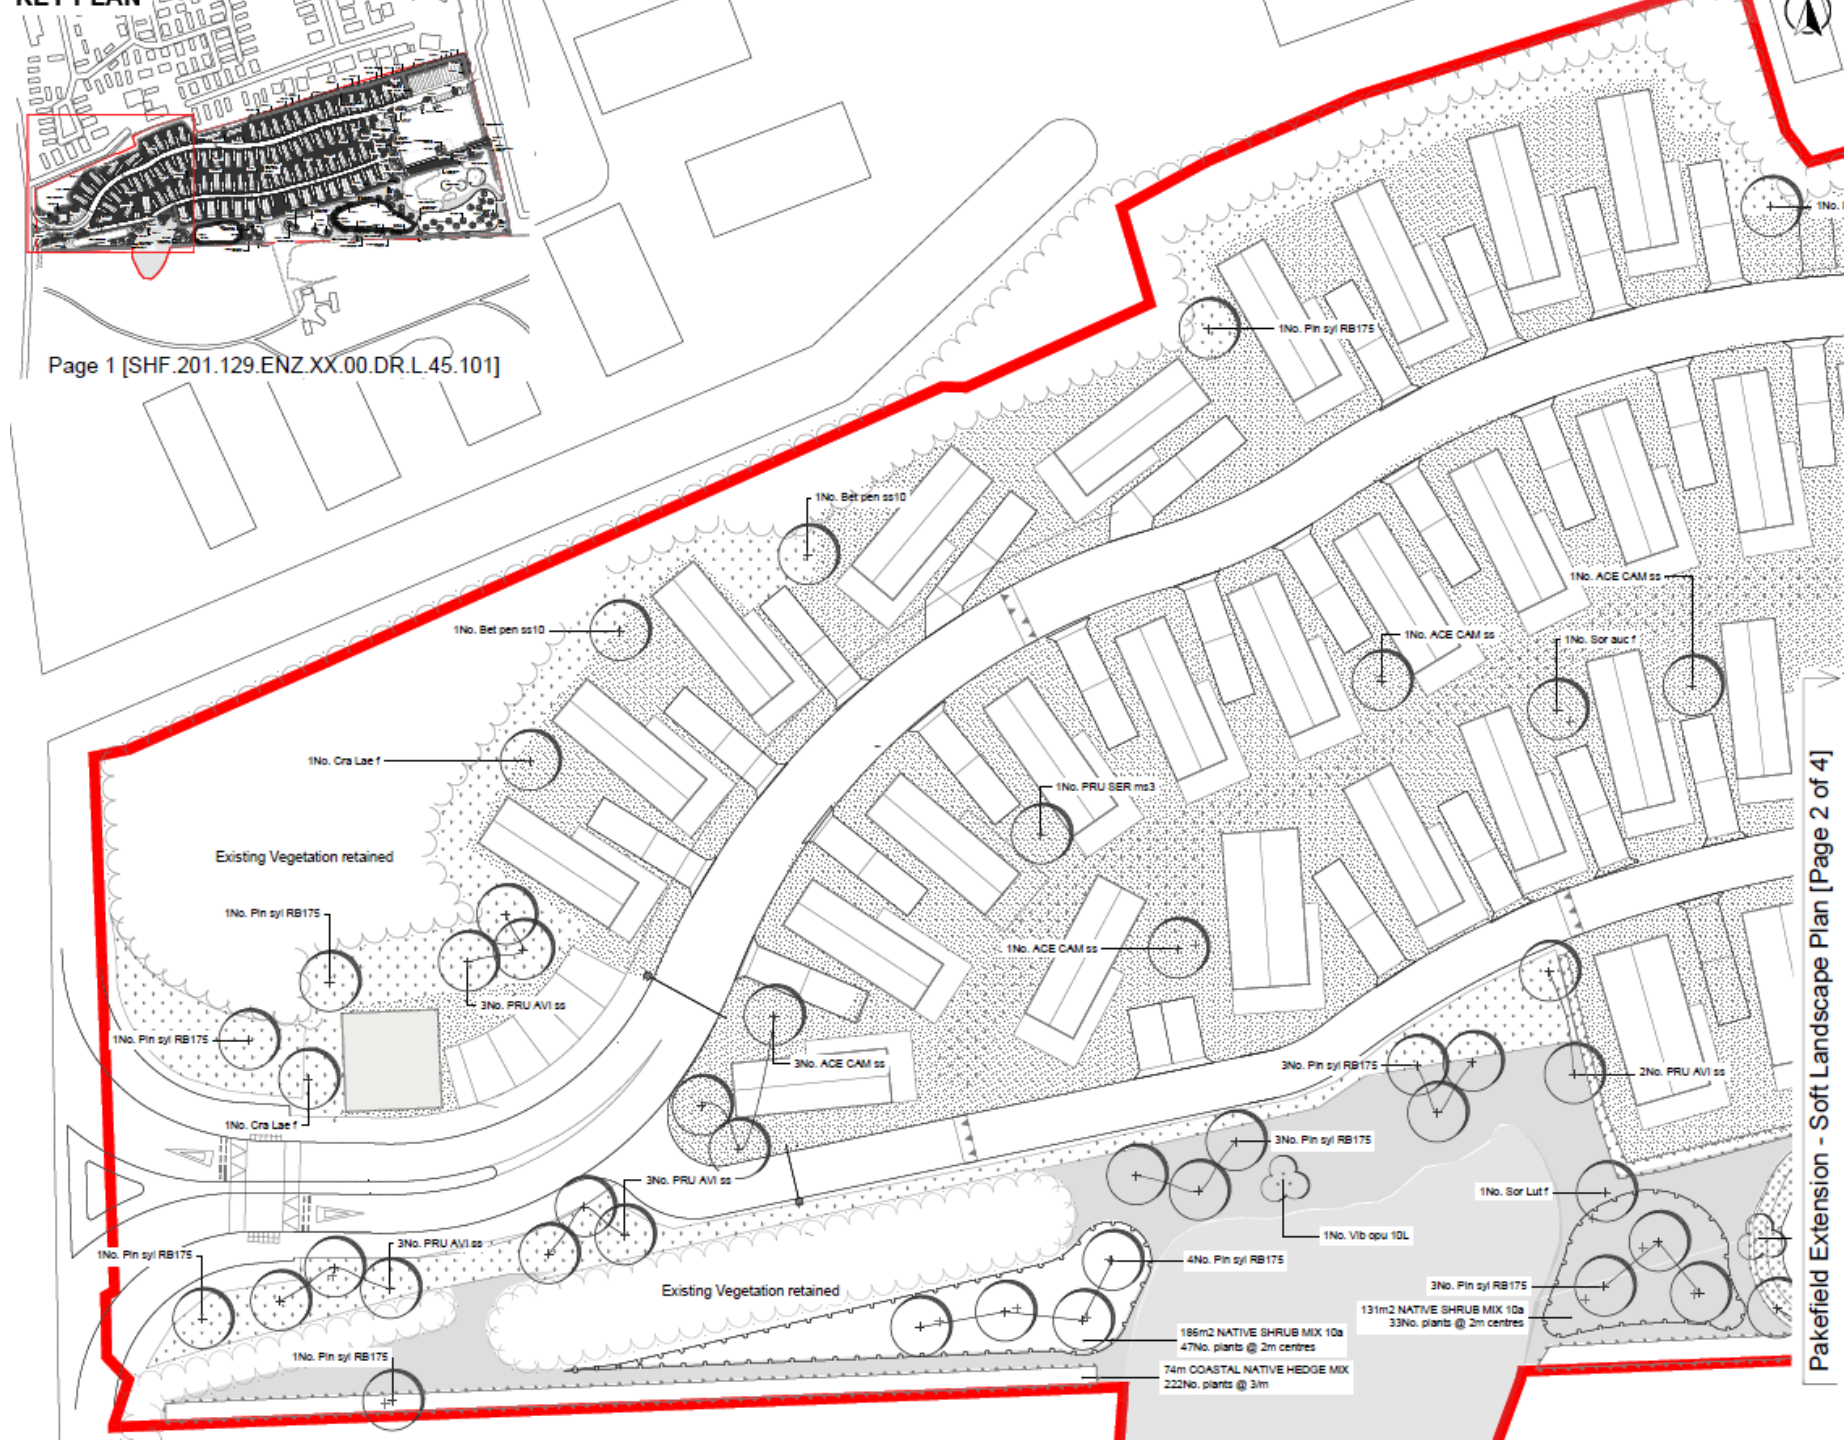 KEY PLAN
Page 1 [SHF.201.129.ENZ.XX.00.DR.L.45.101]
1No.
1No. Pin syl RB175
1No. Bet pen ss10
1No. ACE CAM ss
1No. Bet pen ss10
1No. ACE CAM ss
1No. Sor auc f
1No. Cra Lae f
1No. PRU SER ms3
Existing Vegetation retained
1No. Pin syl RB175
1No. ACE CAM ss
3No. PRU AVI ss
1No. Pin syl RB175
3No. ACE CAM ss
3No. Pin syl RB175
2No. PRU AVI ss
1No. Cra Lae f
3No. Pin syl RB175
3No. PRU AVI ss
1No. Sor Lut f
1No. Vib opu 10L
3No. PRU AVI ss
1No. Pin syl RB175
4No. Pin syl RB175
Existing Vegetation retained
3No. Pin syl RB175
131m2 NATIVE SHRUB MIX 10a
33No. plants @ 2m centres
186m2 NATIVE SHRUB MIX 10a
47No. plants @ 2m centres
1No. Pin syl RB175
74m COASTAL NATIVE HEDGE MIX
222No. plants @ 3/m
Pakefield Extension - Soft Landscape Plan [Page 2 of 4]